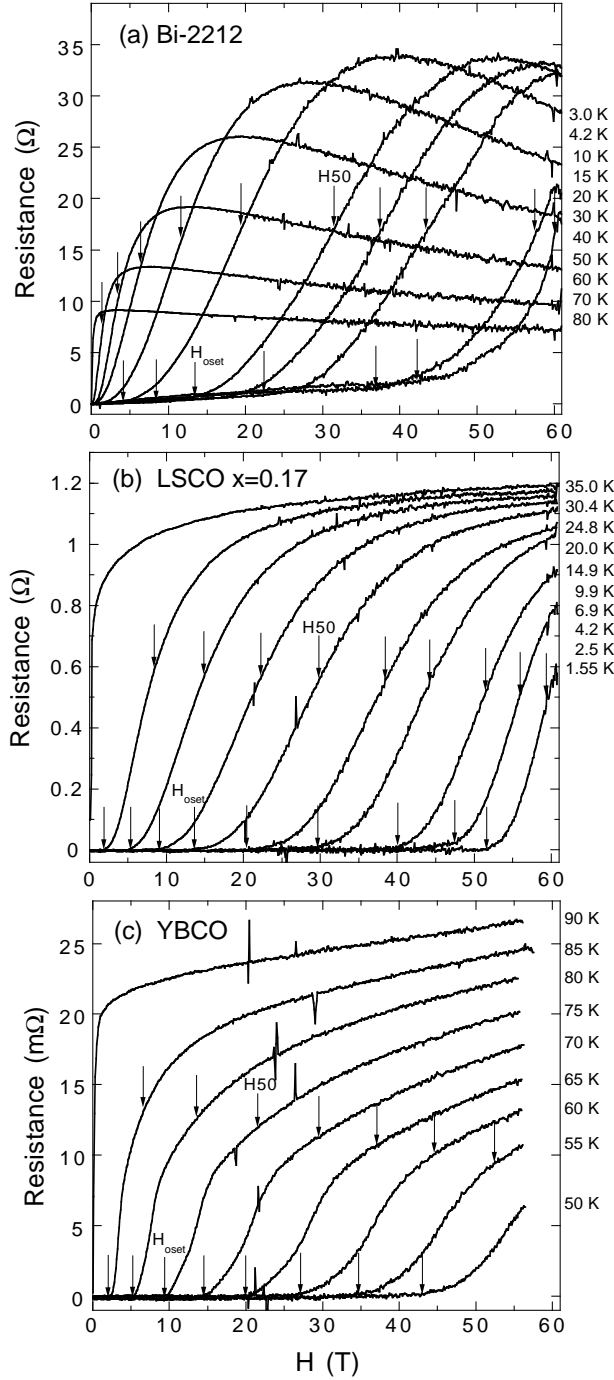 (a) Bi-2212
35
30
25
20
15
10
5
0
Resistance (Ω)
H50
H_oset
3.0 K
4.2 K
10 K
15 K
20 K
30 K
40 K
50 K
60 K
70 K
80 K
0 10 20 30 40 50 60
(b) LSCO x=0.17
1.2
1
0.8
0.6
0.4
0.2
0
Resistance (Ω)
H50
H_oset
35.0 K
30.4 K
24.8 K
20.0 K
14.9 K
9.9 K
6.9 K
4.2 K
2.5 K
1.55 K
0 10 20 30 40 50 60
(c) YBCO
25
20
15
10
5
0
Resistance (mΩ)
H50
H_oset
90 K
85 K
80 K
75 K
70 K
65 K
60 K
55 K
50 K
0 10 20 30 40 50 60
H (T)